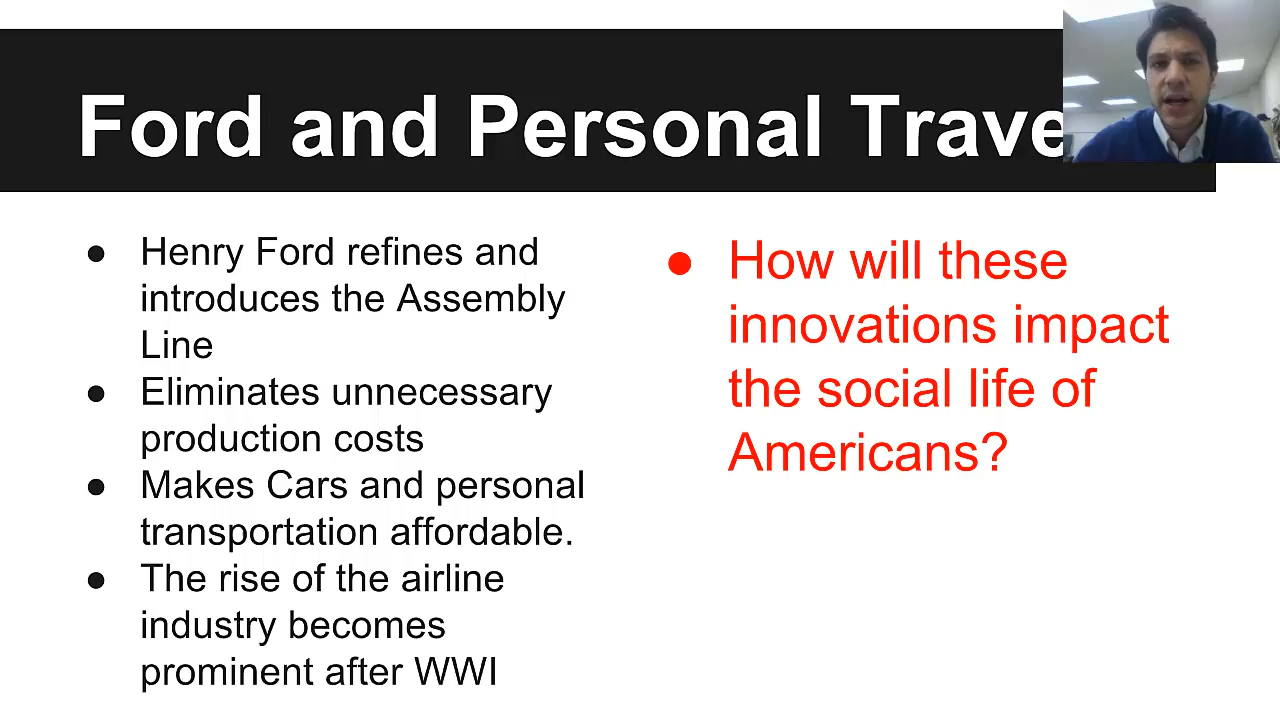 Ford and Personal Trave
● Henry Ford refines and
introduces the Assembly
Line
● Eliminates unnecessary
production costs
● Makes Cars and personal
transportation affordable.
● The rise of the airline
industry becomes
prominent after WWI
● How will these
innovations impact
the social life of
Americans?